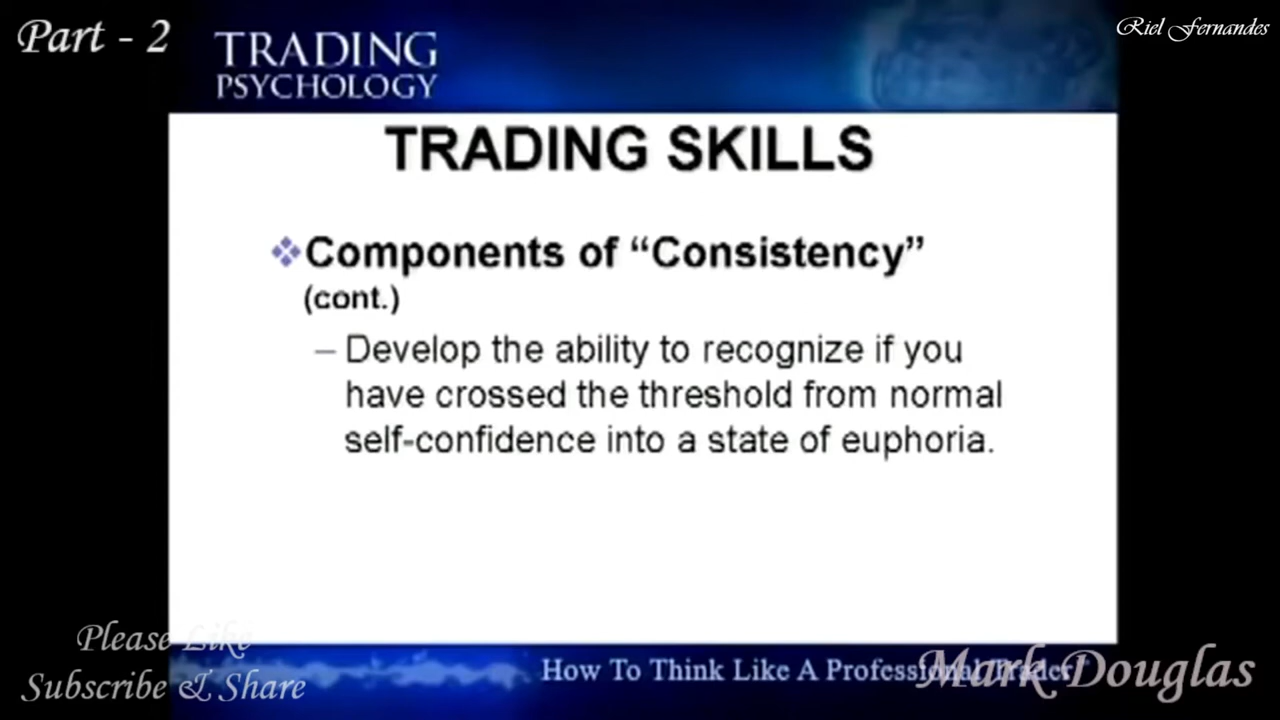 Part - 2
Riel Fernandes
TRADING
PSYCHOLOGY
TRADING SKILLS
Components of “Consistency”
(cont.)
– Develop the ability to recognize if you
have crossed the threshold from normal
self-confidence into a state of euphoria.
Please Like
Subscribe & Share
How To Think Like A Professional Trader!
Mark Douglas